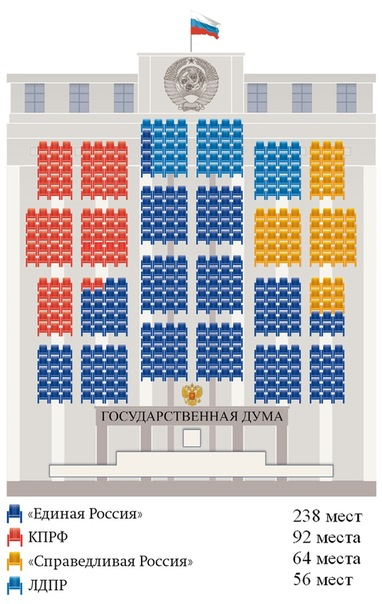 ГОСУДАРСТВЕННАЯ ДУМА
«Единая Россия» 238 мест
КПРФ 92 места
«Справедливая Россия» 64 места
ЛДПР 56 мест